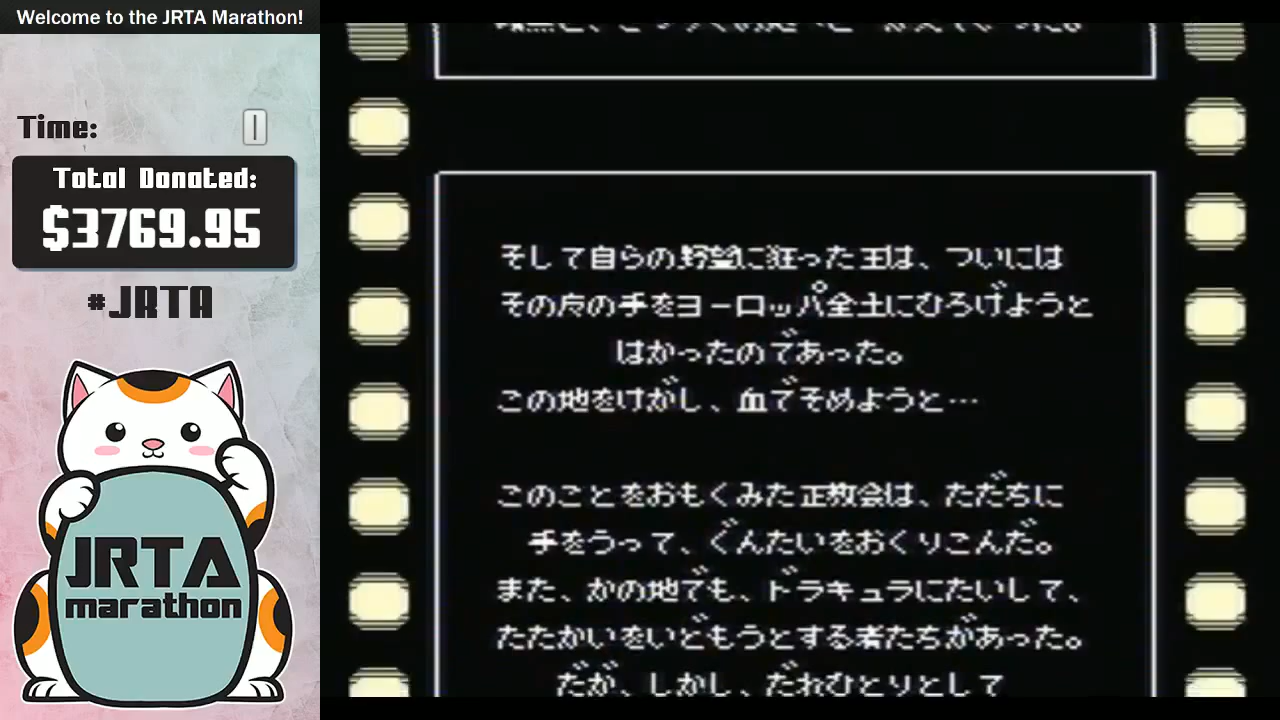 Welcome to the JRTA Marathon!
Time:
0
Total Donated:
$3769.95
#JRTA
JRTA
marathon
そして自らの野望に狂った王は、ついには
その反の手をヨーロッパ全土にひろげようと
はかったのであった。
この地をけがし、血でそめようと…
このことをおもくみた正教会は、ただちに
手をうって、ぐんたいをおくりこんだ。
また、かの地でも、ドラキュラにたいして、
たたかいをいどもうとする者たちがあった。
だが、しかし、だれひとりとして